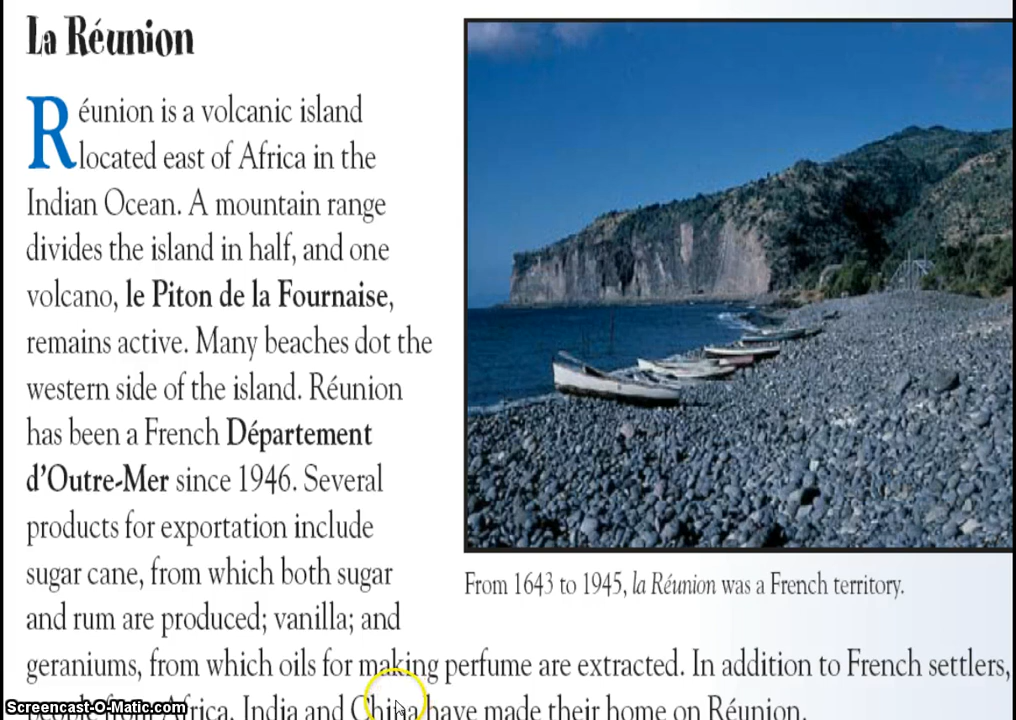 La Réunion
Réunion is a volcanic island
located east of Africa in the
Indian Ocean. A mountain range
divides the island in half, and one
volcano, le Piton de la Fournaise,
remains active. Many beaches dot the
western side of the island. Réunion
has been a French Département
d'Outre-Mer since 1946. Several
products for exportation include
sugar cane, from which both sugar
and rum are produced; vanilla; and
geraniums, from which oils for making perfume are extracted. In addition to French settlers,
people from Africa, India and China have made their home on Réunion.
From 1643 to 1945, la Réunion was a French territory.
Screencast-O-Matic.com